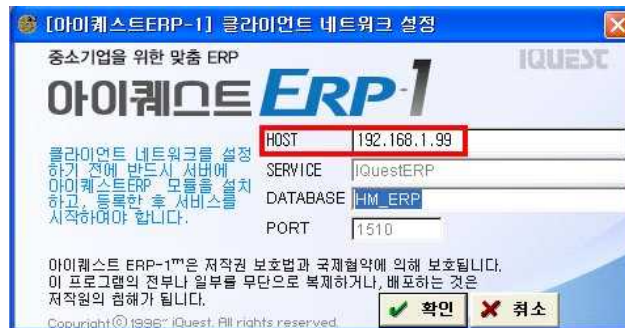 [아이퀘스트ERP-1] 클라이언트 네트워크 설정
중소기업을 위한 맞춤 ERP
IQUEST
아이퀘스트 ERP-1
클라이언트 네트워크를 설정
하기 전에 반드시 서버에
아이퀘스트ERP 모듈을 설치
하고, 등록한 후 서비스를
시작하여야 합니다.
HOST 192.168.1.99
SERVICE IQuestERP
DATABASE HM_ERP
PORT 1510
아이퀘스트 ERP-1™은 저작권 보호법과 국제협약에 의해 보호됩니다.
이 프로그램의 전부나 일부를 무단으로 복제하거나, 배포하는 것은
저작원의 침해가 됩니다.
확인 취소
Copyrightⓒ1996~ iQuest. All rights reserved.